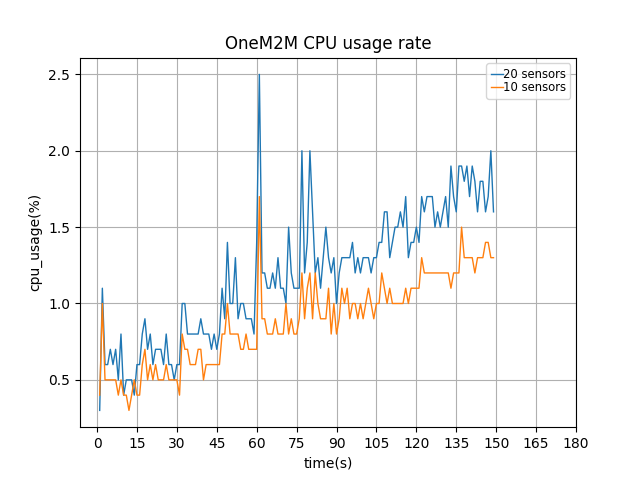 OneM2M CPU usage rate
20 sensors
10 sensors
cpu_usage(%)
2.5
2.0
1.5
1.0
0.5
0 15 30 45 60 75 90 105 120 135 150 165 180
time(s)